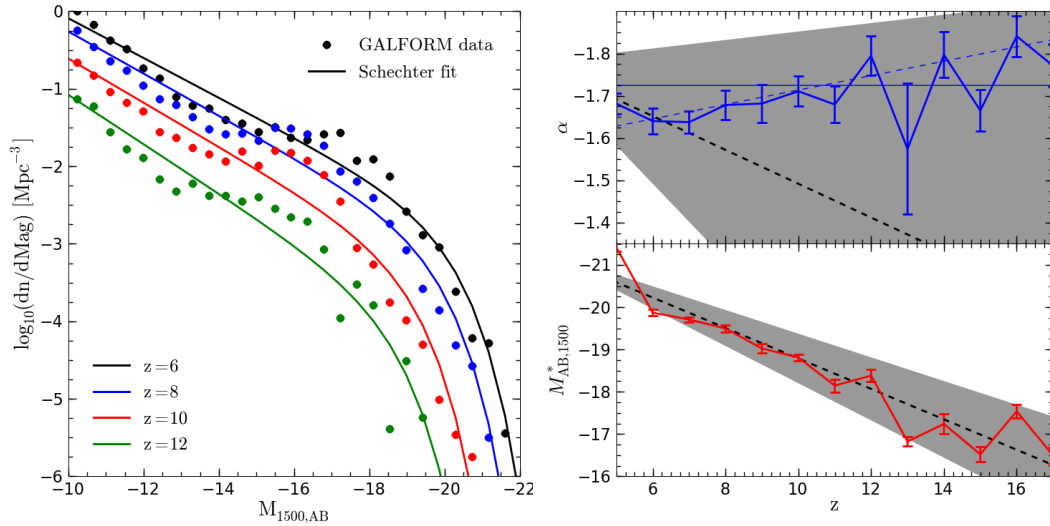 GALFORM data
Schechter fit
log₁₀(dn/dMag) [Mpc⁻³]
0
−1
−2
−3
−4
−5
−6
z=6
z=8
z=10
z=12
−10 −12 −14 −16 −18 −20 −22
M₁₅₀₀,AB
α
−1.8
−1.7
−1.6
−1.5
−1.4
M*AB,1500
−21
−20
−19
−18
−17
−16
6 8 10 12 14 16
z